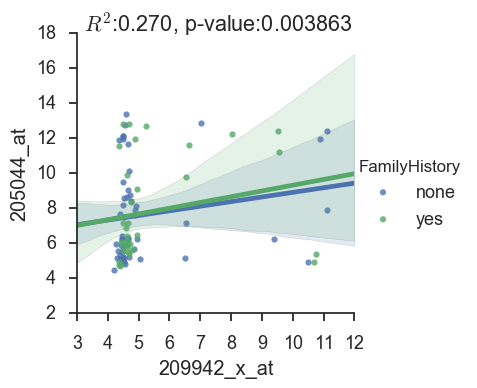 R²:0.270, p-value:0.003863
18
16
14
12
10
8
6
4
2
205044_at
3 4 5 6 7 8 9 10 11 12
209942_x_at
FamilyHistory
none
yes